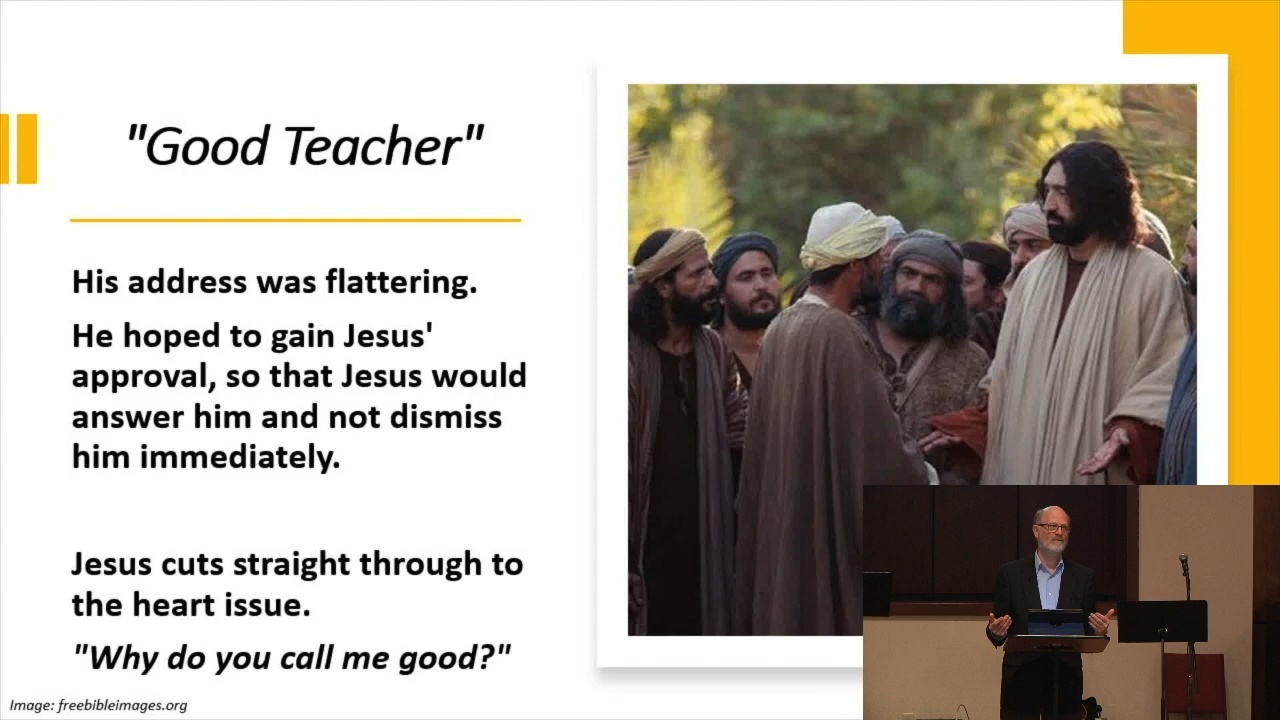 "Good Teacher"
His address was flattering.
He hoped to gain Jesus'
approval, so that Jesus would
answer him and not dismiss
him immediately.
Jesus cuts straight through to
the heart issue.
"Why do you call me good?"
Image: freebibleimages.org